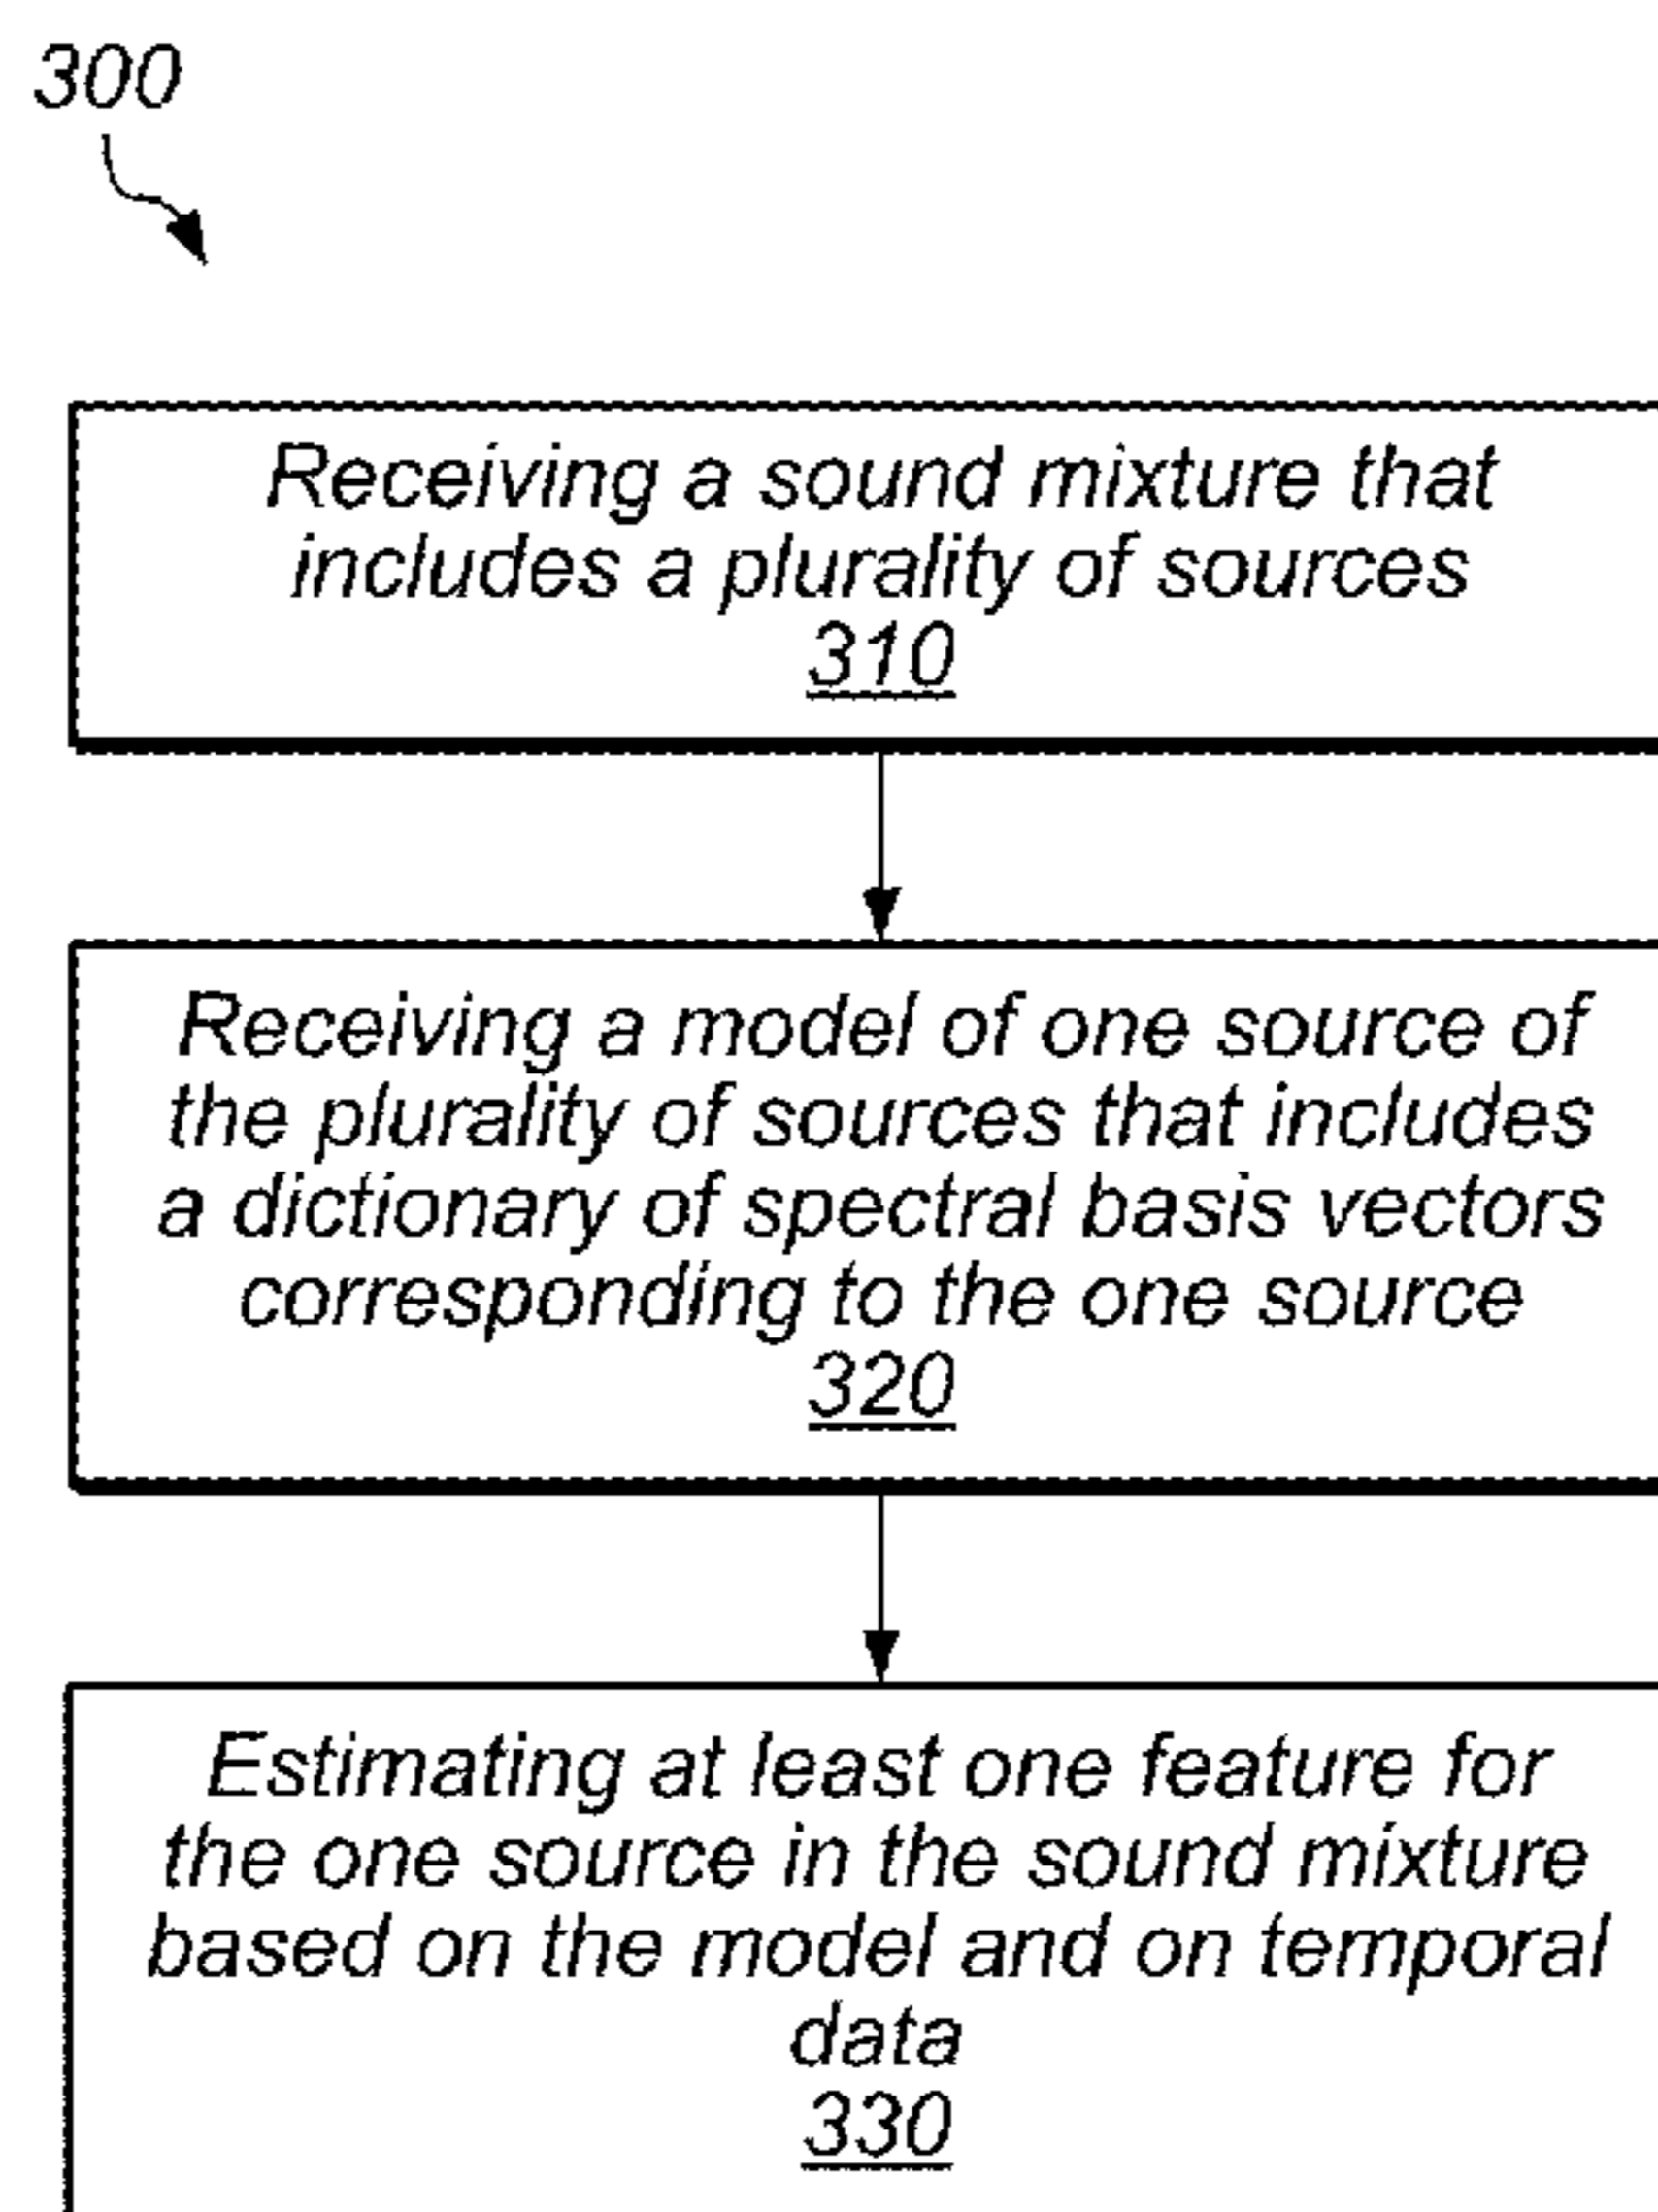 300
Receiving a sound mixture that
includes a plurality of sources
310
Receiving a model of one source of
the plurality of sources that includes
a dictionary of spectral basis vectors
corresponding to the one source
320
Estimating at least one feature for
the one source in the sound mixture
based on the model and on temporal
data
330